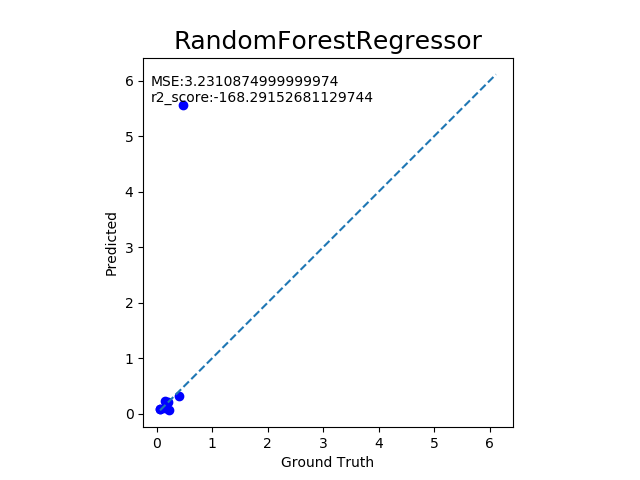 RandomForestRegressor
MSE:3.2310874999999974
r2_score:-168.29152681129744
6
5
4
3
2
1
0
Predicted
0 1 2 3 4 5 6
Ground Truth